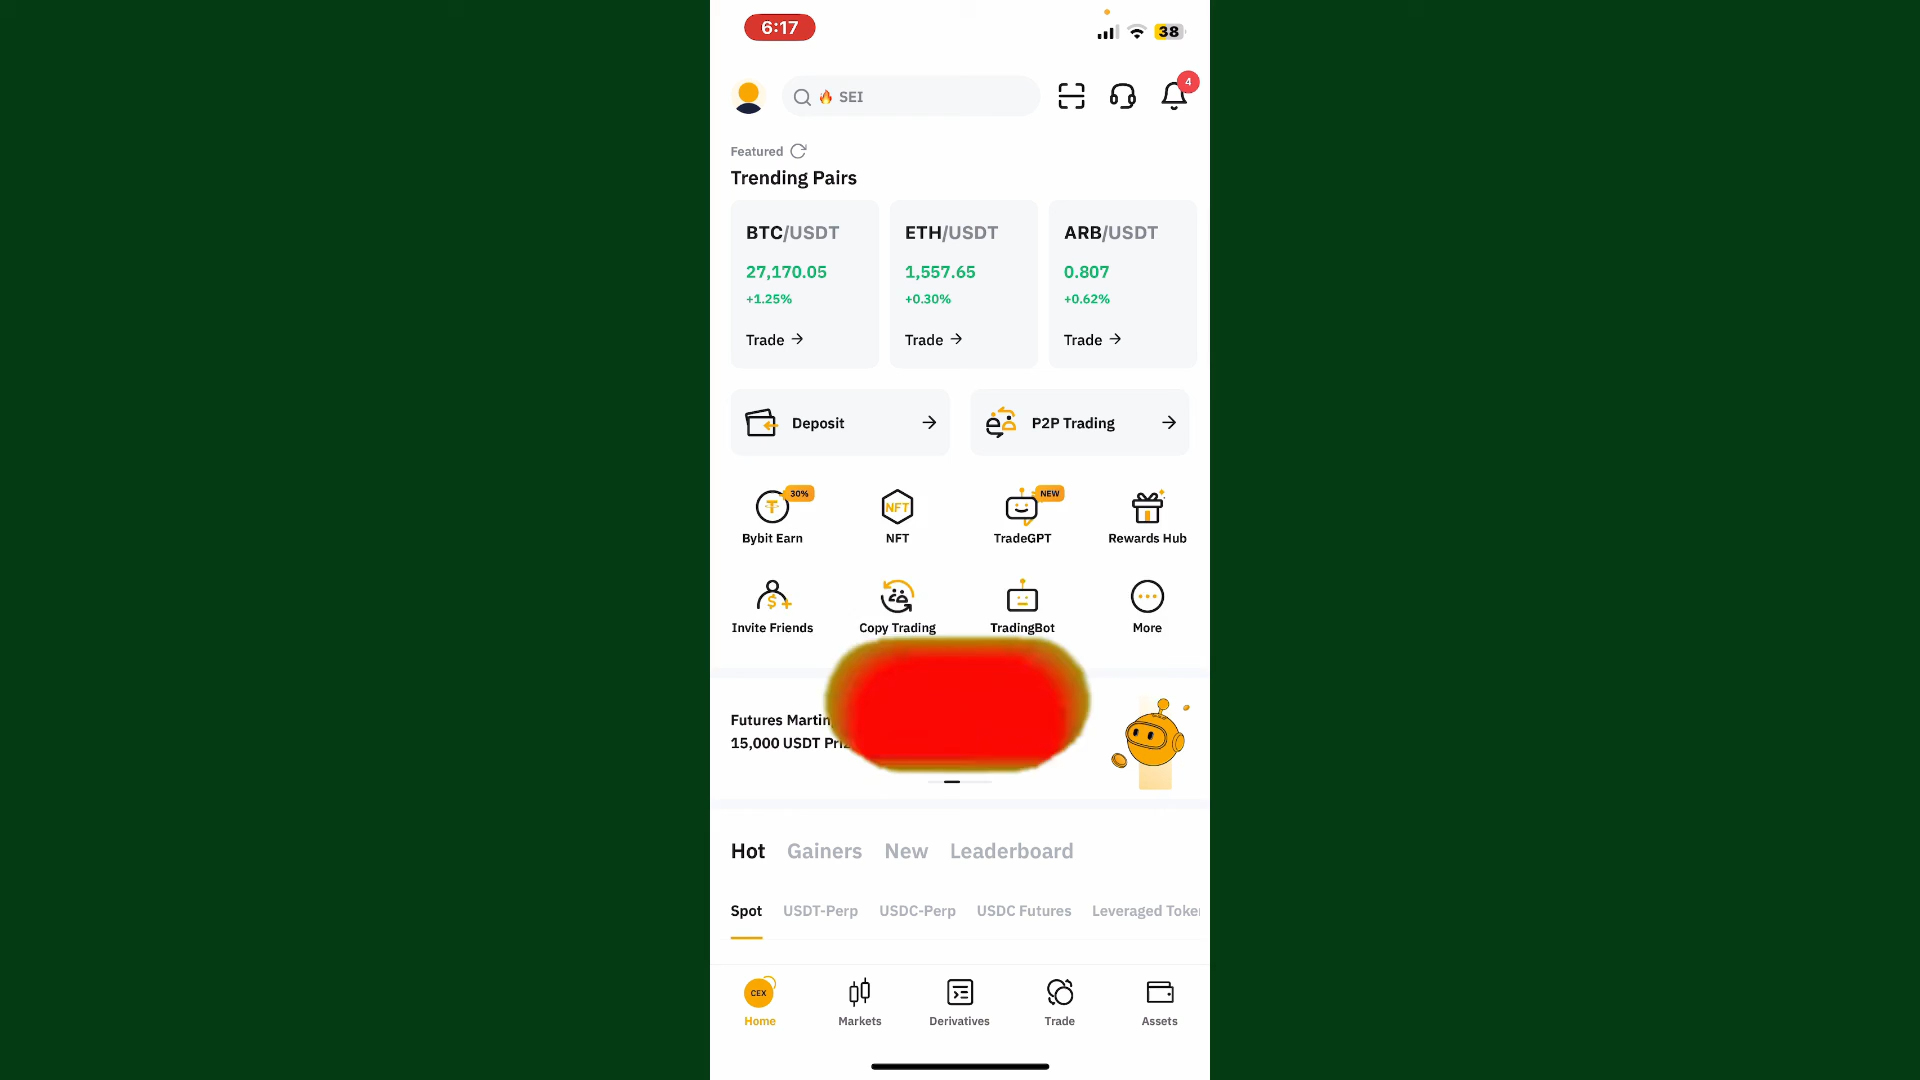 6:17
38
SEI
4
Featured
Trending Pairs
BTC/USDT
27,170.05
+1.25%
Trade
ETH/USDT
1,557.65
+0.30%
Trade
ARB/USDT
0.807
+0.62%
Trade
Deposit
P2P Trading
30%
Bybit Earn
NFT
NFT
NEW
TradeGPT
Rewards Hub
Invite Friends
Copy Trading
TradingBot
More
Futures
15,000 USDT
Hot Gainers New Leaderboard
Spot USDT-Perp USDC-Perp USDC Futures Leveraged
CEX
Home
Markets
Derivatives
Trade
Assets